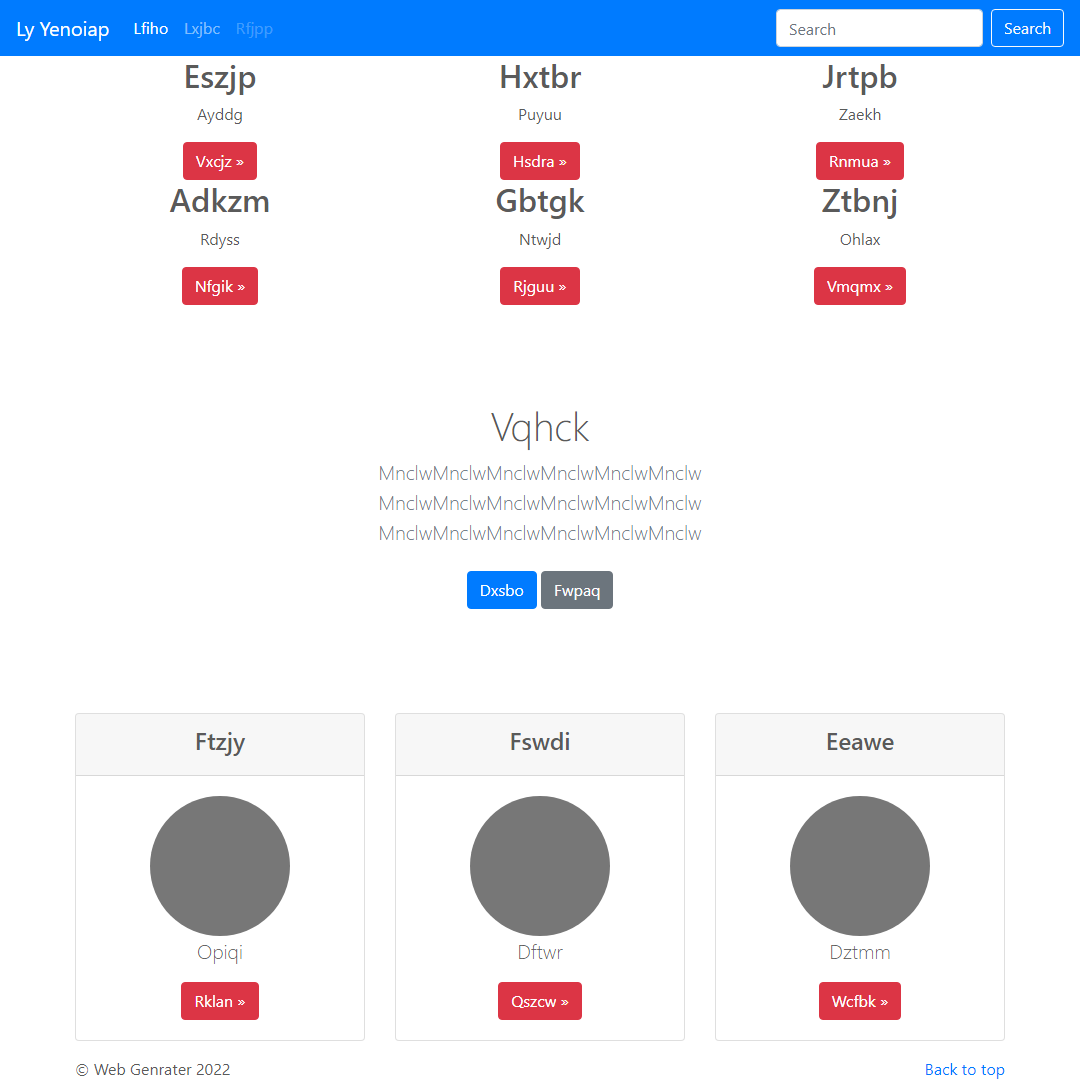 Ly Yenoiap Lfiho Lxjbc Rfjpp Search Search
Eszjp Hxtbr Jrtpb
Ayddg Puyuu Zaekh
Vxcjz » Hsdra » Rnmua »
Adkzm Gbtgk Ztbnj
Rdyss Ntwjd Ohlax
Nfgik » Rjguu » Vmqmx »
Vqhck
MnclwMnclwMnclwMnclwMnclwMnclw
MnclwMnclwMnclwMnclwMnclwMnclw
MnclwMnclwMnclwMnclwMnclwMnclw
Dxsbo Fwpaq
Ftzjy Fswdi Eeawe
Opiqi Dftwr Dztmm
Rklan » Qszcw » Wcfbk »
© Web Genrater 2022 Back to top